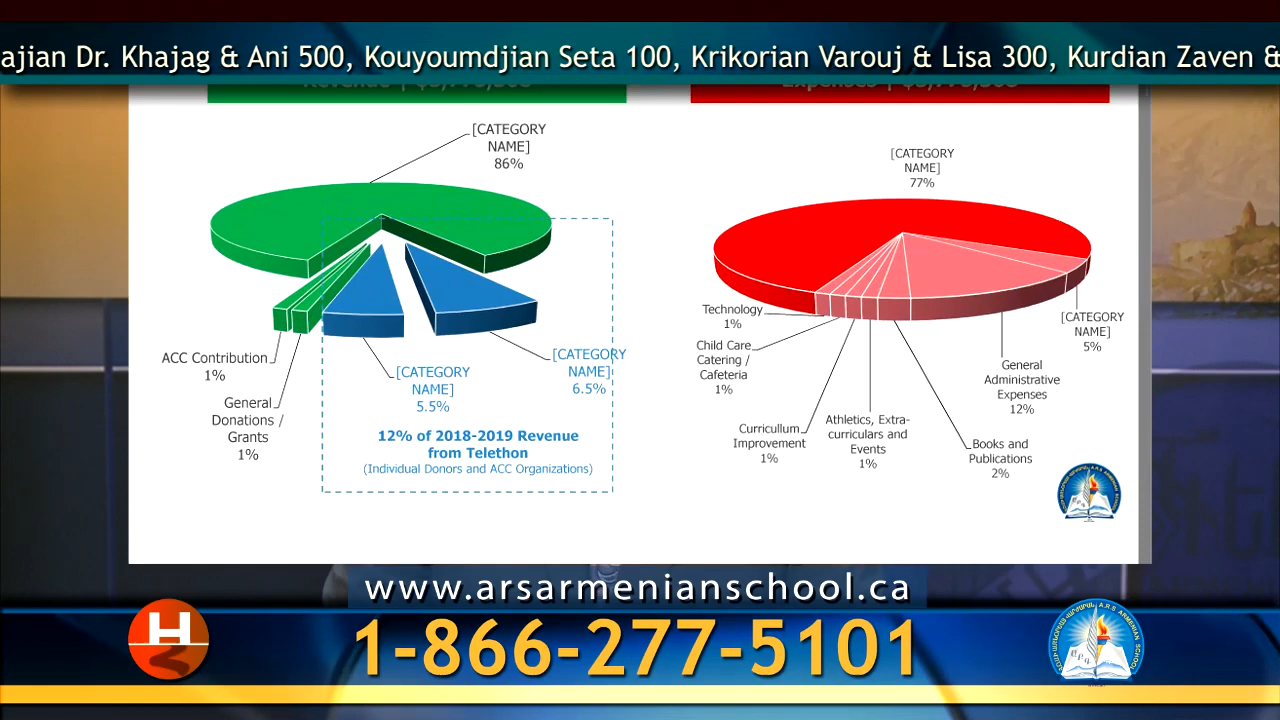 ajian Dr. Khajag & Ani 500, Kouyoumdjian Seta 100, Krikorian Varouj & Lisa 300, Kurdian Zaven &
[CATEGORY
NAME]
86%
ACC Contribution
1%
General
Donations /
Grants
1%
[CATEGORY
NAME]
5.5%
[CATEGORY
NAME]
6.5%
12% of 2018-2019 Revenue
from Telethon
(Individual Donors and ACC Organizations)
[CATEGORY
NAME]
77%
Technology
1%
Child Care
Catering /
Cafeteria
1%
Curricullum
Improvement
1%
Athletics, Extra-
curriculars and
Events
1%
Books and
Publications
2%
General
Administrative
Expenses
12%
[CATEGORY
NAME]
5%
www.arsarmenianschool.ca
1-866-277-5101
H
A.R.S ARMENIAN SCHOOL